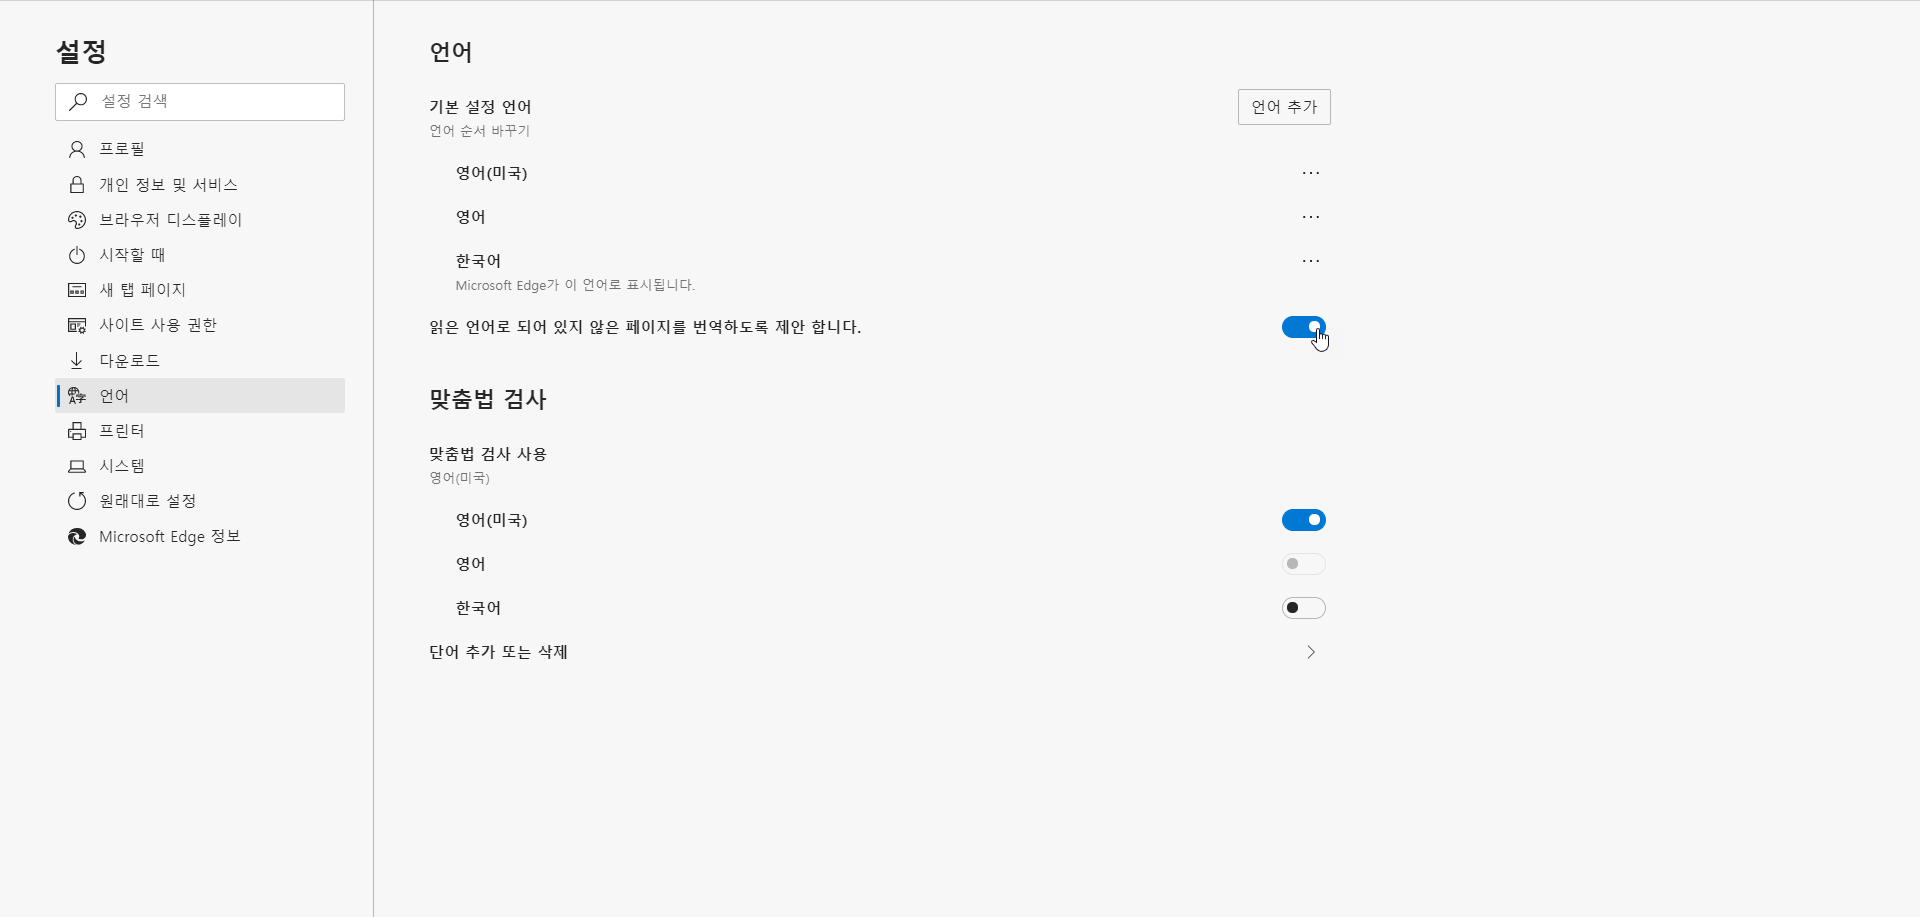 설정
설정 검색
프로필
개인 정보 및 서비스
브라우저 디스플레이
시작할 때
새 탭 페이지
사이트 사용 권한
다운로드
언어
프린터
시스템
원래대로 설정
Microsoft Edge 정보
언어
기본 설정 언어
언어 추가
언어 순서 바꾸기
영어(미국)
영어
한국어
Microsoft Edge가 이 언어로 표시됩니다.
읽은 언어로 되어 있지 않은 페이지를 번역하도록 제안 합니다.
맞춤법 검사
맞춤법 검사 사용
영어(미국)
영어(미국)
영어
한국어
단어 추가 또는 삭제